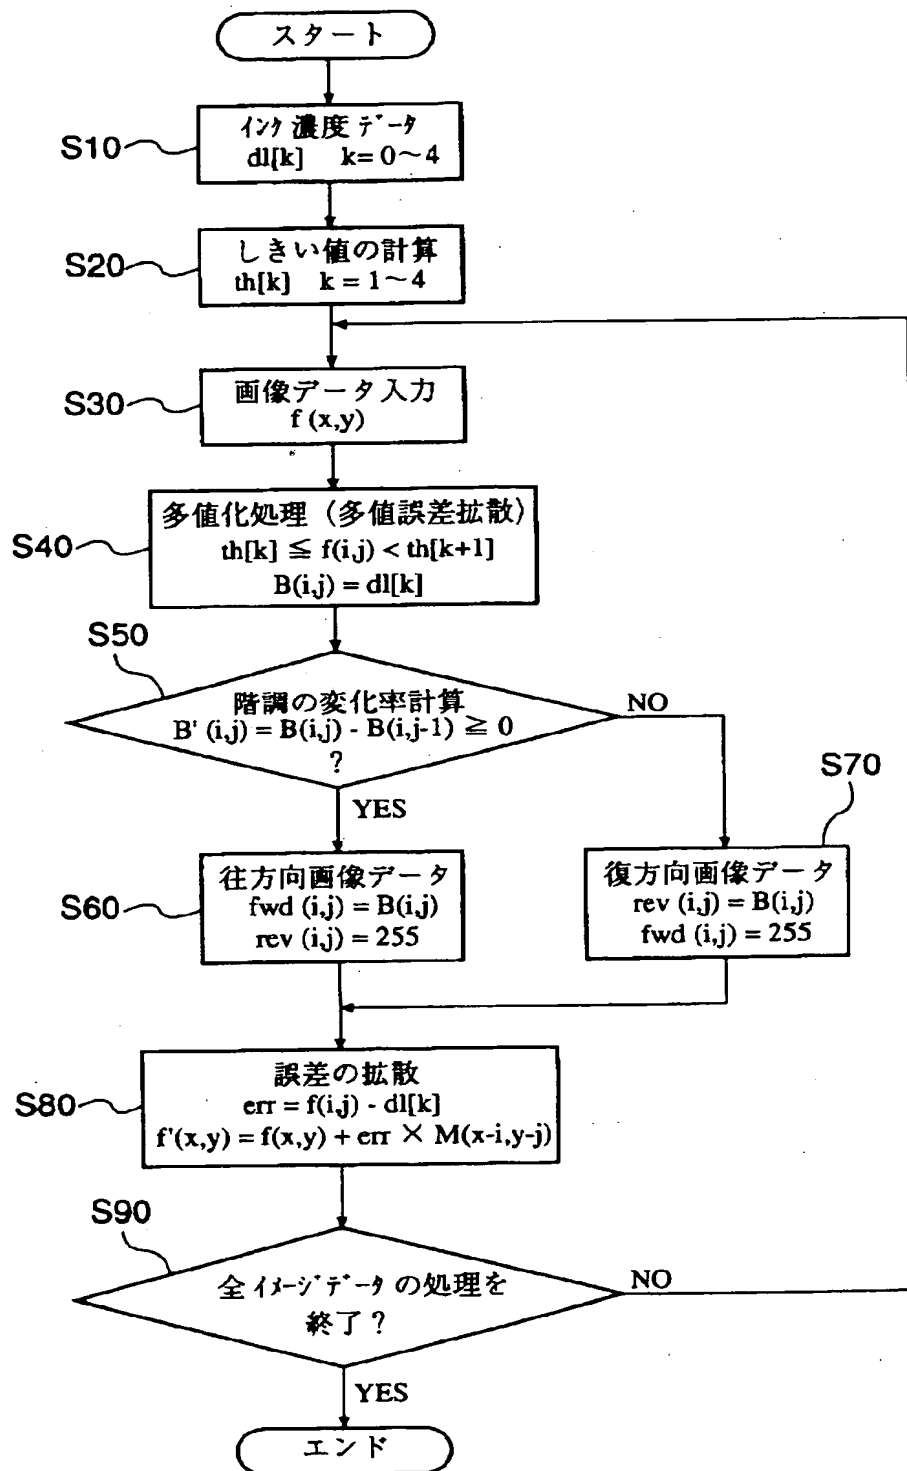 スタート
S10
インク濃度データ
dl[k] k=0～4
S20
しきい値の計算
th[k] k = 1～4
S30
画像データ入力
f (x,y)
S40
多値化処理（多値誤差拡散）
th[k] ≦ f(i,j) < th[k+1]
B(i,j) = dl[k]
S50
階調の変化率計算
B' (i,j) = B(i,j) - B(i,j-1) ≧ 0
?
NO
YES
S60
往方向画像データ
fwd (i,j) = B(i,j)
rev (i,j) = 255
S70
復方向画像データ
rev (i,j) = B(i,j)
fwd (i,j) = 255
S80
誤差の拡散
err = f(i,j) - dl[k]
f'(x,y) = f(x,y) + err × M(x-i,y-j)
S90
全イメージデータの処理を
終了？
NO
YES
エンド